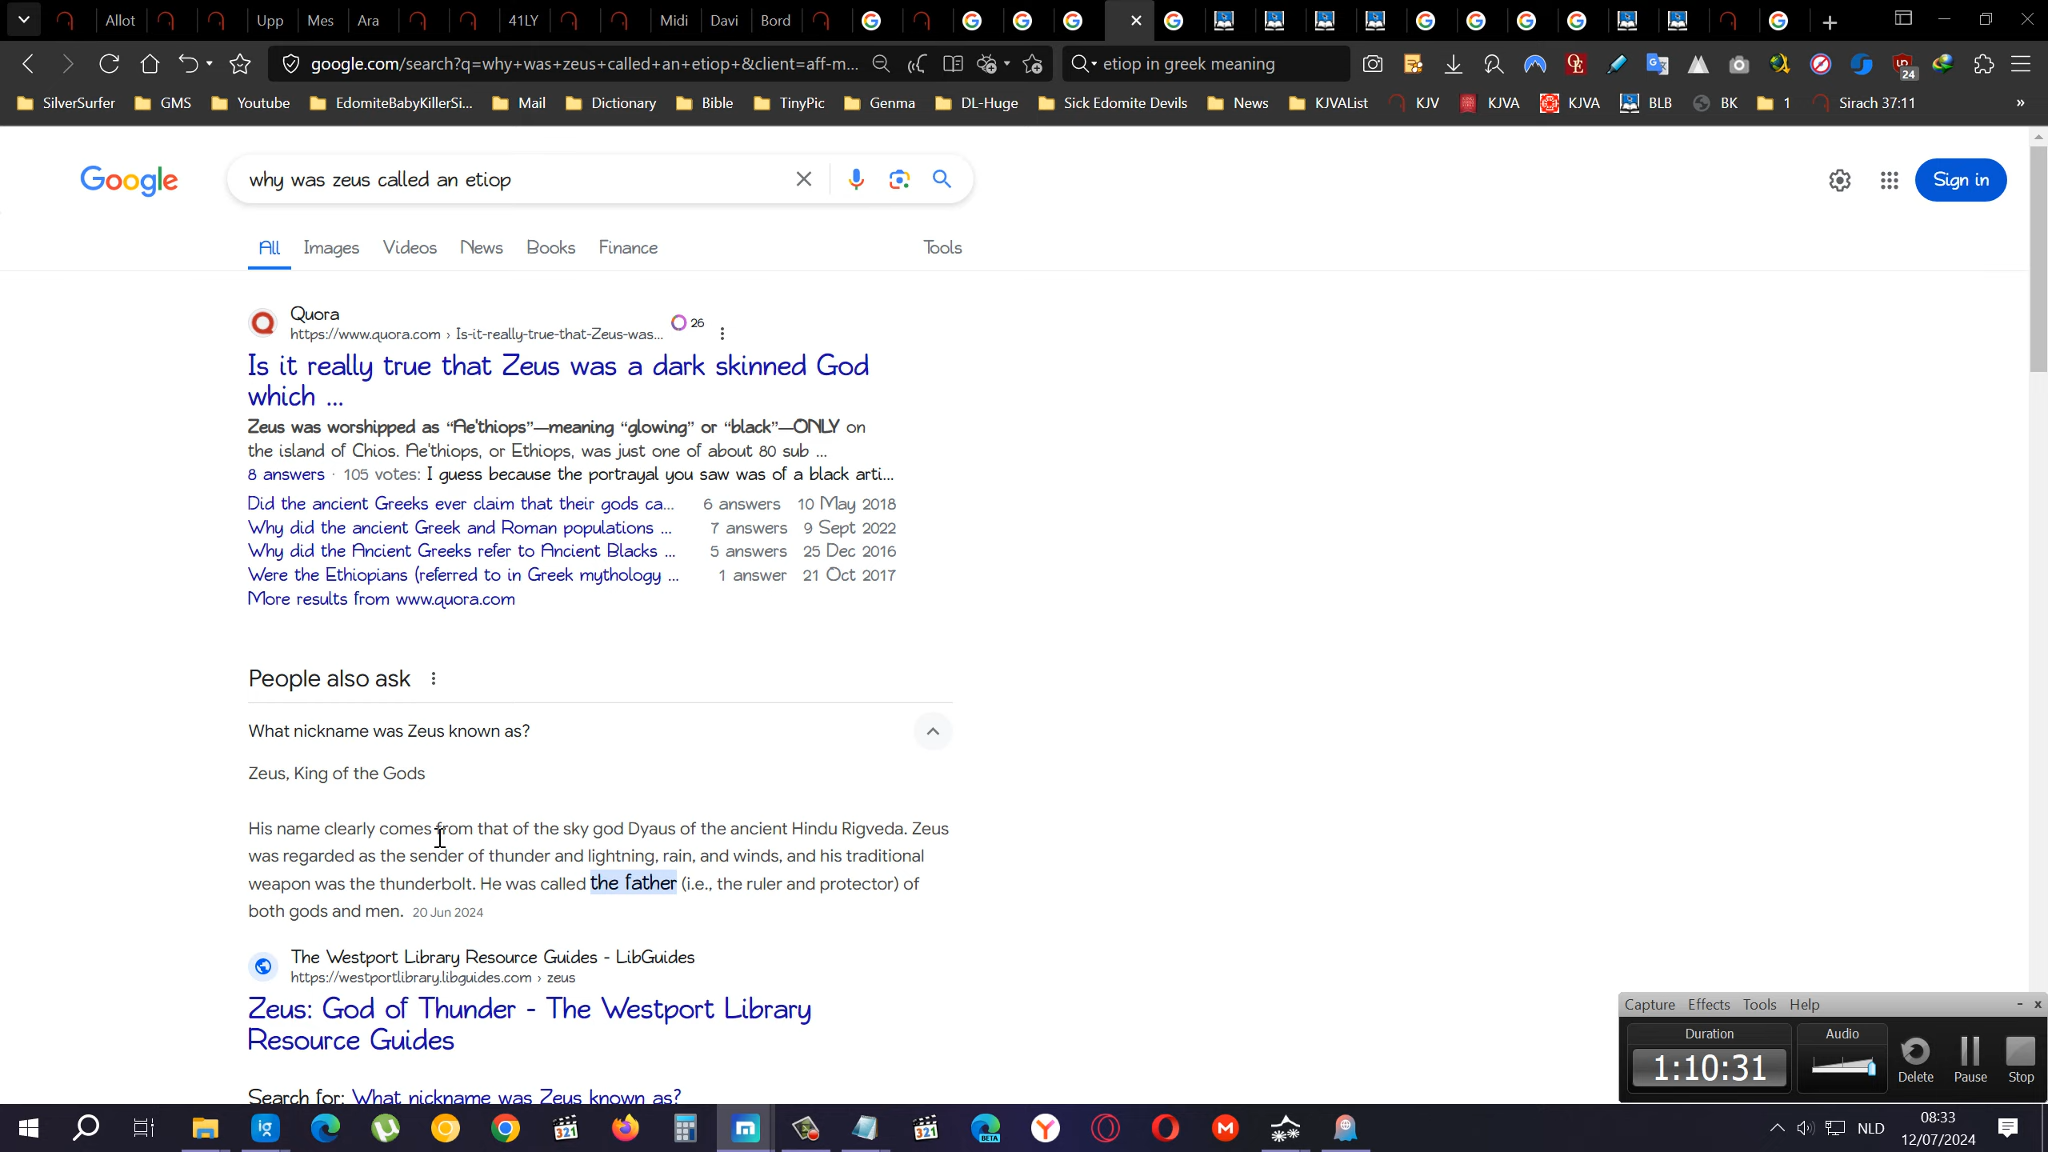 Allot Upp Mes Ara 41LY Midi Davi Bord
google.com/search?q=why+was+zeus+called+an+etiop+&client=aff-m... etiop in greek meaning 24
SilverSurfer GMS Youtube EdomiteBabyKillerSi... Mail Dictionary Bible TinyPic Genma DL-Huge Sick Edomite Devils News KJVAList KJV KJVA KJVA BLB BK 1 Sirach 37:11 »
Google why was zeus called an etiop Sign in
All Images Videos News Books Finance Tools
Quora
https://www.quora.com › Is-it-really-true-that-Zeus-was... 26
Is it really true that Zeus was a dark skinned God
which ...
Zeus was worshipped as “Ae'thiops”—meaning “glowing” or “black”—ONLY on
the island of Chios. Ae'thiops, or Ethiops, was just one of about 80 sub ...
8 answers · 105 votes: I guess because the portrayal you saw was of a black arti...
Did the ancient Greeks ever claim that their gods ca... 6 answers 10 May 2018
Why did the ancient Greek and Roman populations ... 7 answers 9 Sept 2022
Why did the Ancient Greeks refer to Ancient Blacks ... 5 answers 25 Dec 2016
Were the Ethiopians (referred to in Greek mythology ... 1 answer 21 Oct 2017
More results from www.quora.com
People also ask
What nickname was Zeus known as?
Zeus, King of the Gods
His name clearly comes from that of the sky god Dyaus of the ancient Hindu Rigveda. Zeus
was regarded as the sender of thunder and lightning, rain, and winds, and his traditional
weapon was the thunderbolt. He was called the father (i.e., the ruler and protector) of
both gods and men. 20 Jun 2024
The Westport Library Resource Guides - LibGuides
https://westportlibrary.libguides.com › zeus
Zeus: God of Thunder - The Westport Library
Resource Guides
Search for: What nickname was Zeus known as?
Capture Effects Tools Help
Duration Audio
1:10:31 Delete Pause Stop
NLD 08:33
12/07/2024